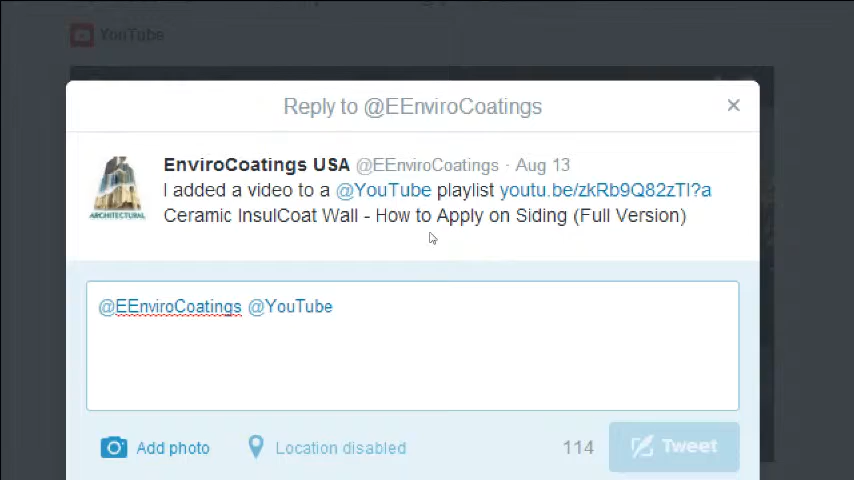 YouTube
Reply to @EEnviroCoatings
EnviroCoatings USA @EEnviroCoatings · Aug 13
I added a video to a @YouTube playlist youtu.be/zkRb9Q82zTI?a
Ceramic InsulCoat Wall - How to Apply on Siding (Full Version)
ARCHITECTURAL
@EEnviroCoatings @YouTube
Add photo
Location disabled
114
Tweet